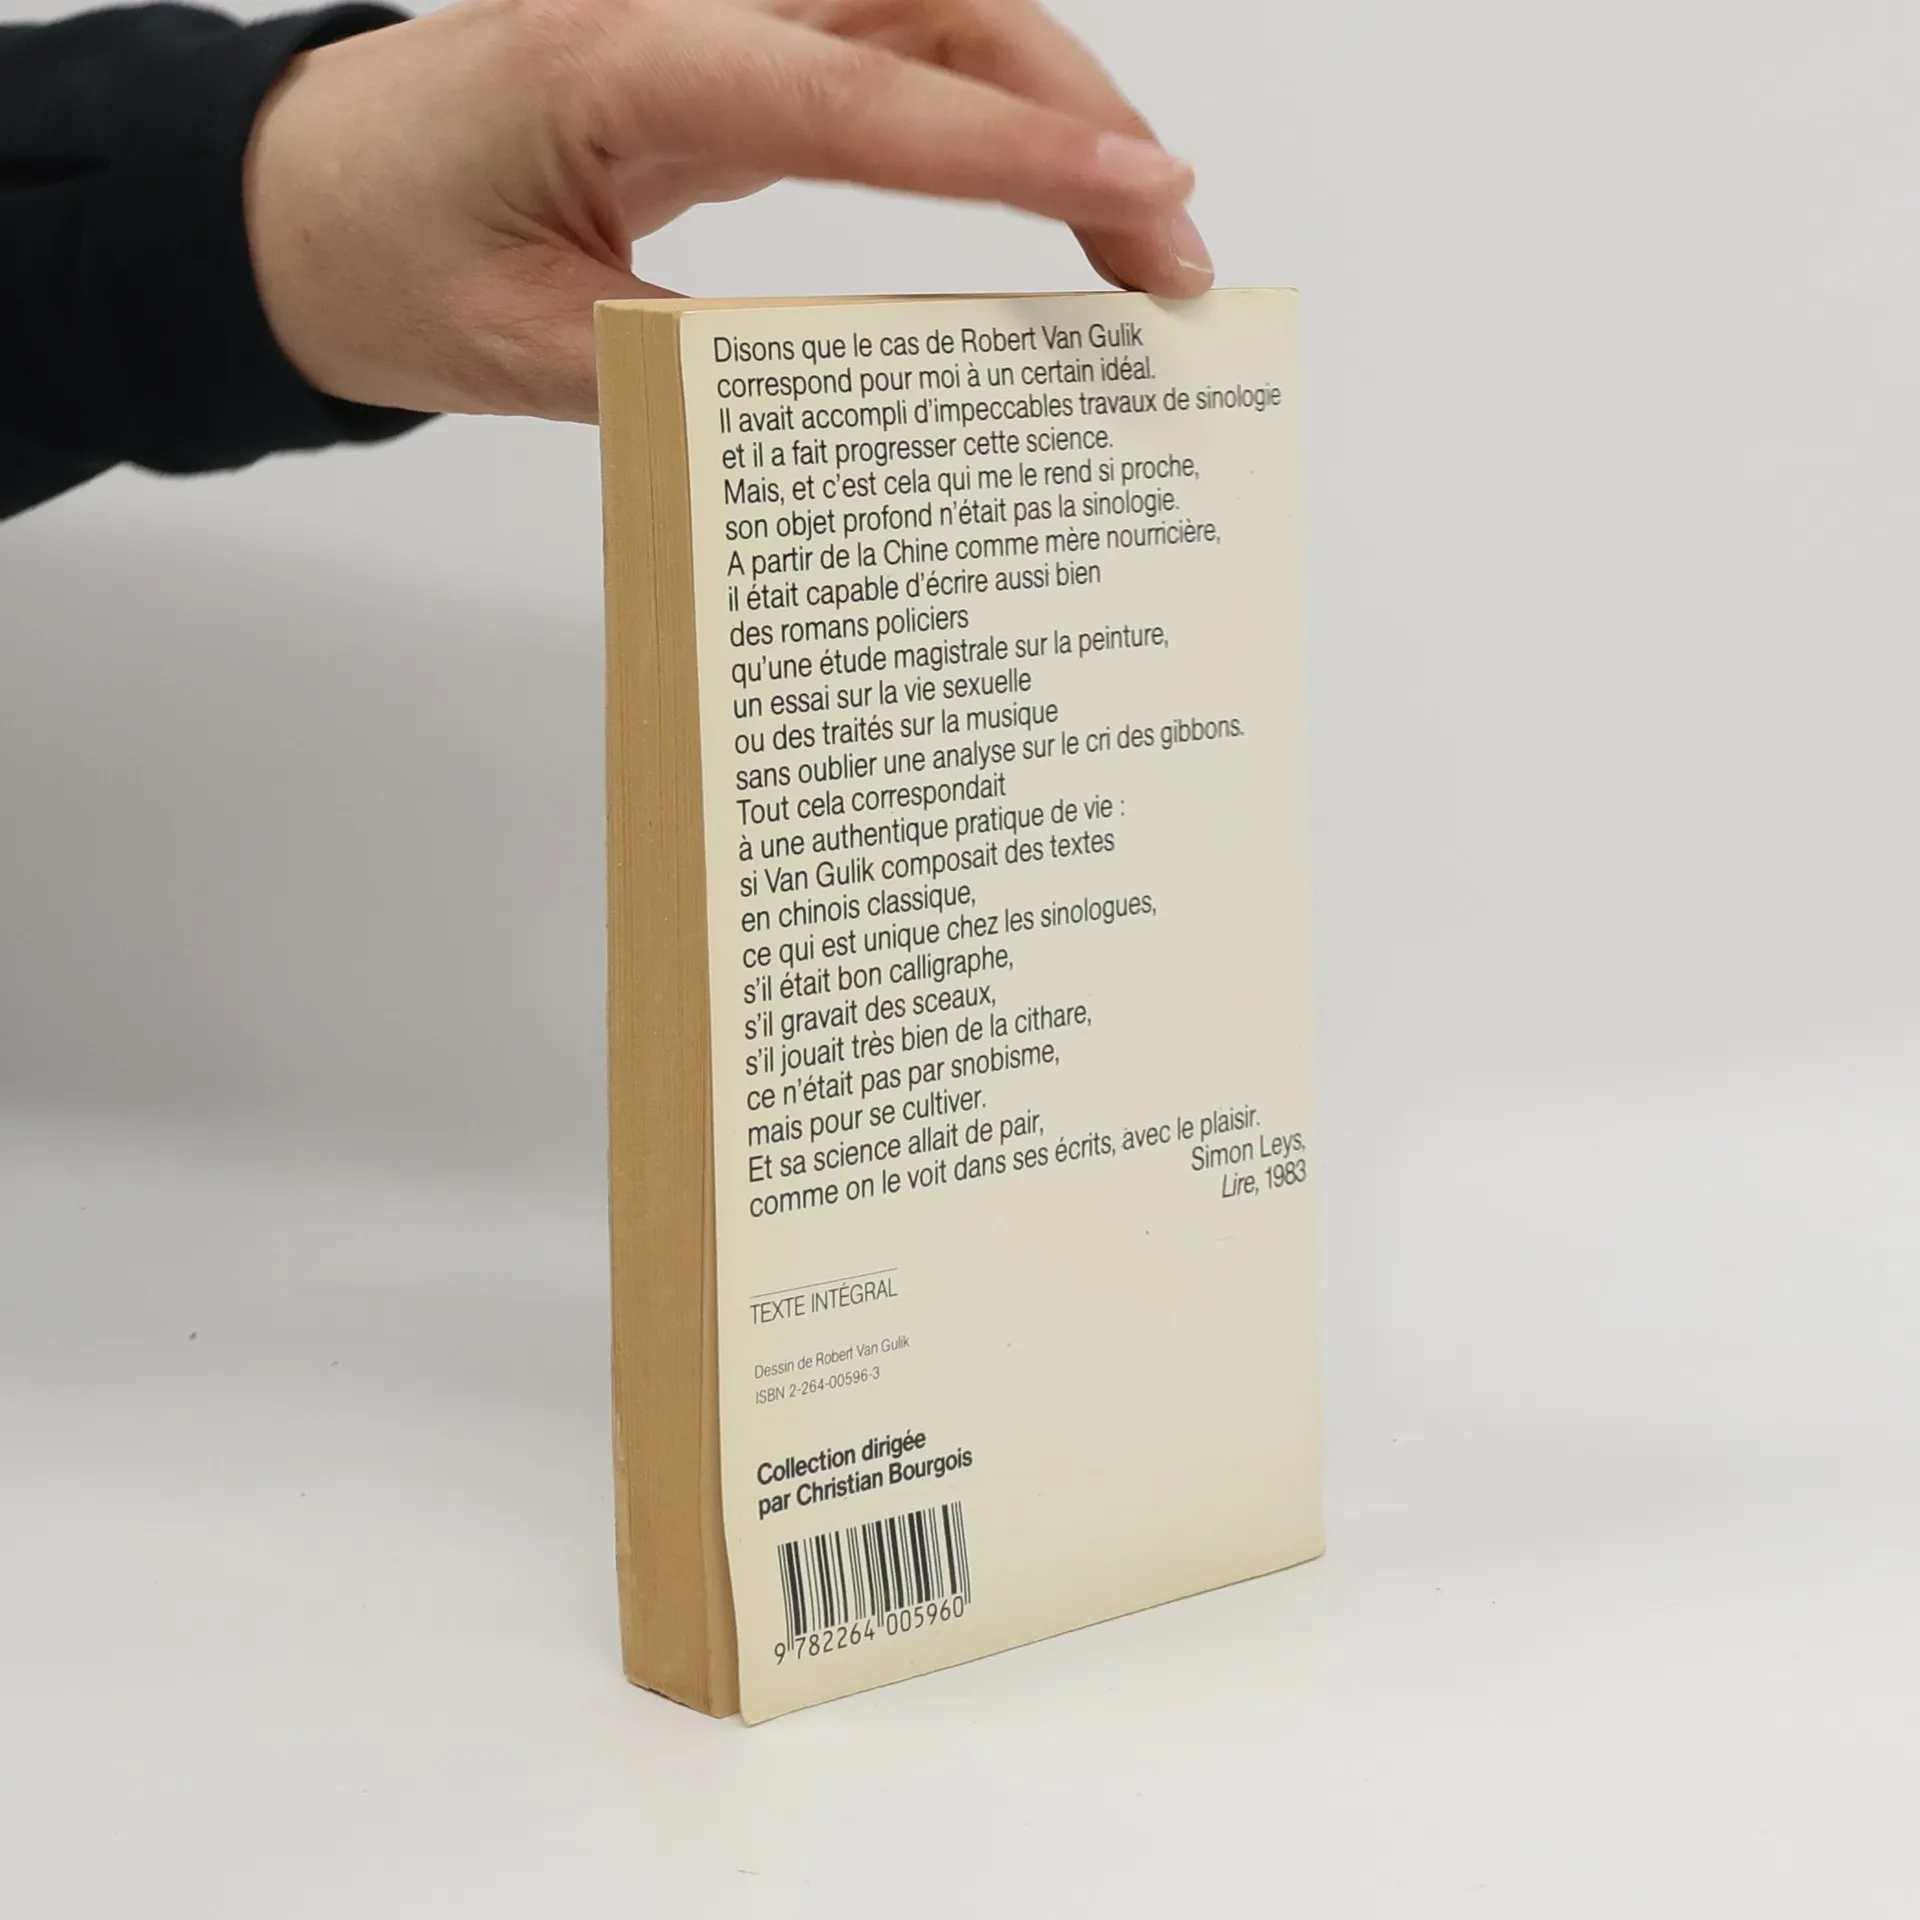 Disons que le cas de Robert Van Gulik
correspond pour moi à un certain idéal.
Il avait accompli d'impeccables travaux de sinologie
et il a fait progresser cette science.
Mais, et c'est cela qui me le rend si proche,
son objet profond n'était pas la sinologie.
A partir de la Chine comme mère nourricière,
il était capable d'écrire aussi bien
des romans policiers
qu'une étude magistrale sur la peinture,
un essai sur la vie sexuelle
ou des traités sur la musique
sans oublier une analyse sur le cri des gibbons.
Tout cela correspondait
à une authentique pratique de vie :
si Van Gulik composait des textes
en chinois classique,
ce qui est unique chez les sinologues,
s'il était bon calligraphe,
s'il gravait des sceaux,
s'il jouait très bien de la cithare,
ce n'était pas par snobisme,
mais pour se cultiver.
Et sa science allait de pair,
comme on le voit dans ses écrits, avec le plaisir.
Simon Leys,
Lire, 1983
TEXTE INTÉGRAL
Dessin de Robert Van Gulik
ISBN 2-264-00596-3
Collection dirigée
par Christian Bourgois
9 782264 005960